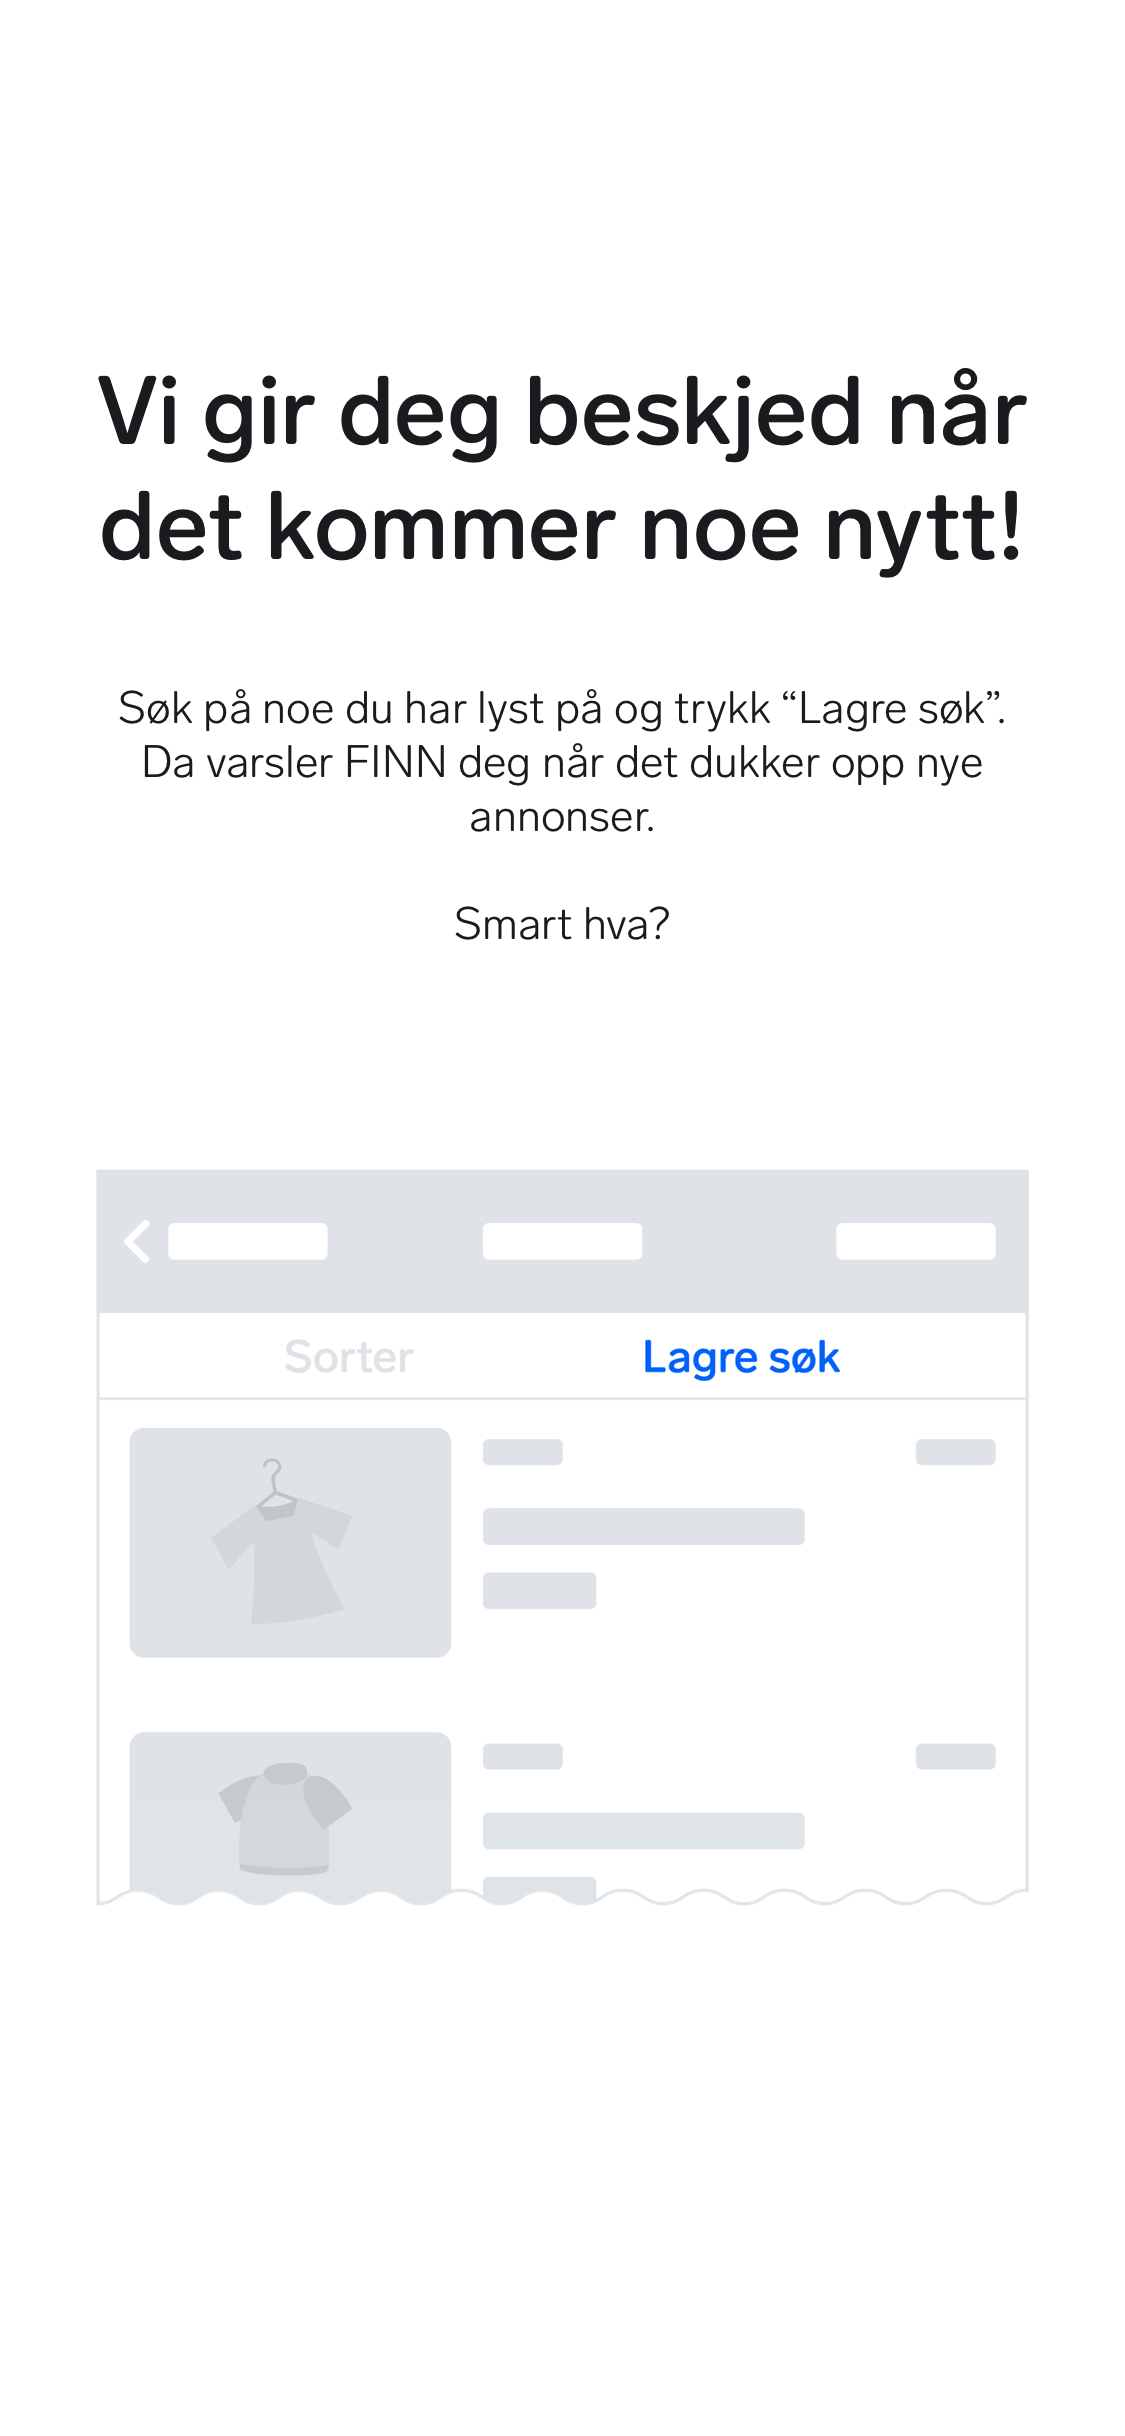 Vi gir deg beskjed når
det kommer noe nytt!
Søk på noe du har lyst på og trykk “Lagre søk”.
Da varsler FINN deg når det dukker opp nye
annonser.
Smart hva?
Sorter
Lagre søk